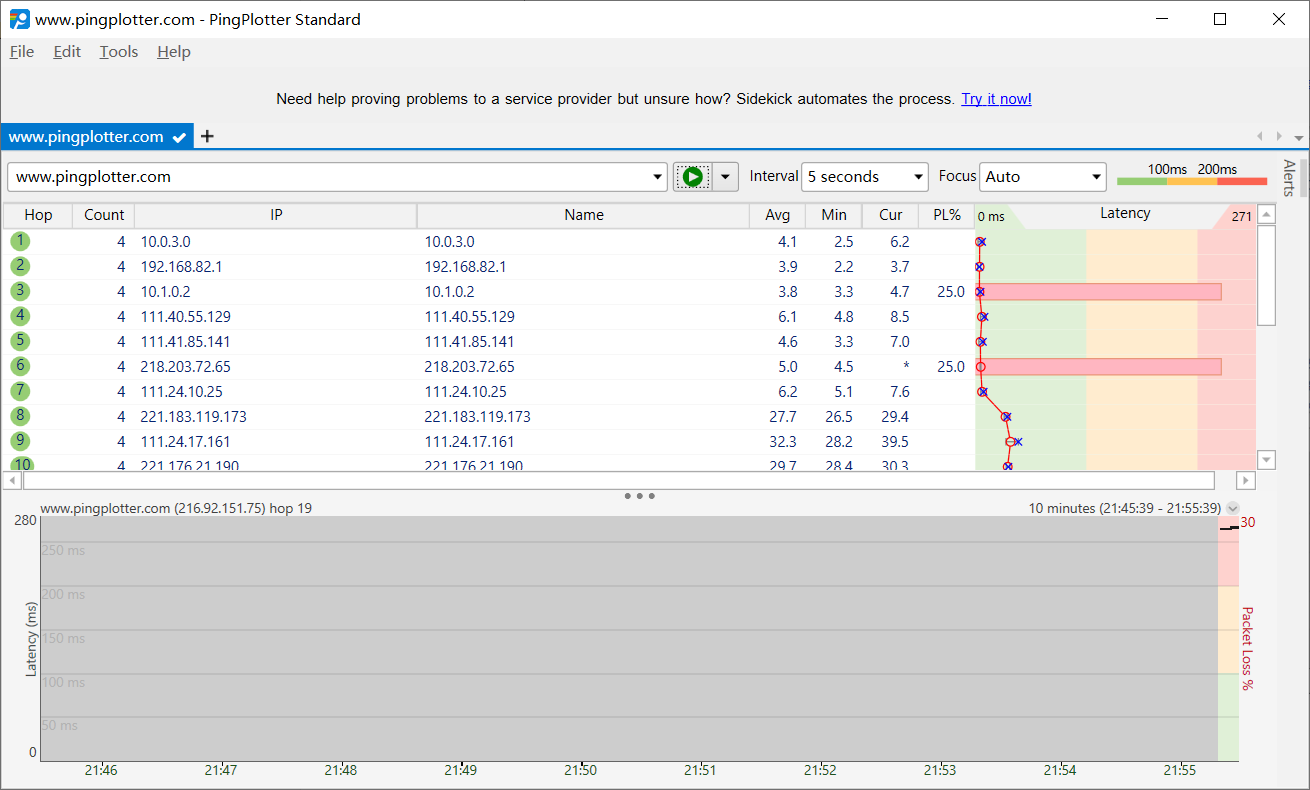 www.pingplotter.com - PingPlotter Standard
File Edit Tools Help
Need help proving problems to a service provider but unsure how? Sidekick automates the process. Try it now!
www.pingplotter.com
www.pingplotter.com Interval 5 seconds Focus Auto 100ms 200ms
Alerts
Hop Count IP Name Avg Min Cur PL% 0 ms Latency 271
1 4 10.0.3.0 10.0.3.0 4.1 2.5 6.2
2 4 192.168.82.1 192.168.82.1 3.9 2.2 3.7
3 4 10.1.0.2 10.1.0.2 3.8 3.3 4.7 25.0
4 4 111.40.55.129 111.40.55.129 6.1 4.8 8.5
5 4 111.41.85.141 111.41.85.141 4.6 3.3 7.0
6 4 218.203.72.65 218.203.72.65 5.0 4.5 * 25.0
7 4 111.24.10.25 111.24.10.25 6.2 5.1 7.6
8 4 221.183.119.173 221.183.119.173 27.7 26.5 29.4
9 4 111.24.17.161 111.24.17.161 32.3 28.2 39.5
10 4 221.176.21.190 221.176.21.190 29.7 28.4 30.3
www.pingplotter.com (216.92.151.75) hop 19 10 minutes (21:45:39 - 21:55:39)
280 30
250 ms
200 ms
150 ms
100 ms
50 ms
0
Latency (ms)
Packet Loss %
21:46 21:47 21:48 21:49 21:50 21:51 21:52 21:53 21:54 21:55